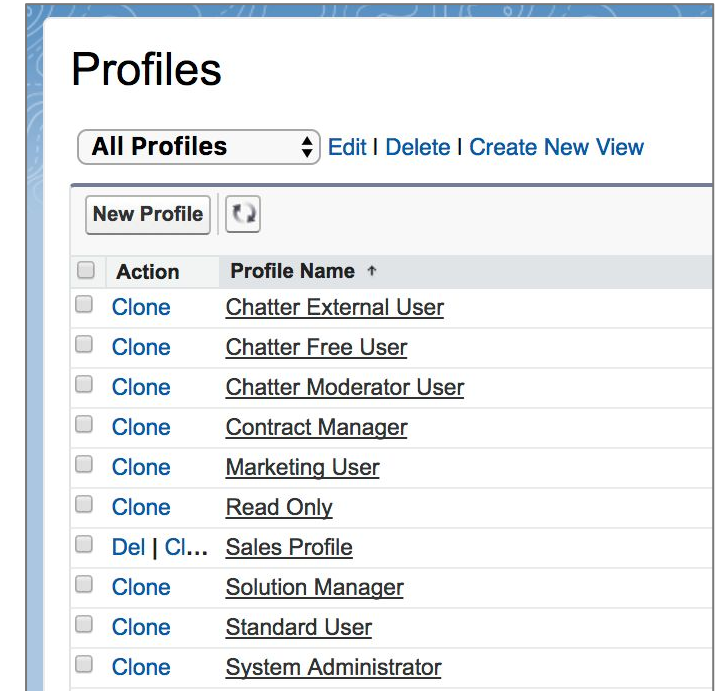 Profiles
All Profiles Edit | Delete | Create New View
New Profile
Action Profile Name
Clone Chatter External User
Clone Chatter Free User
Clone Chatter Moderator User
Clone Contract Manager
Clone Marketing User
Clone Read Only
Del | Cl... Sales Profile
Clone Solution Manager
Clone Standard User
Clone System Administrator